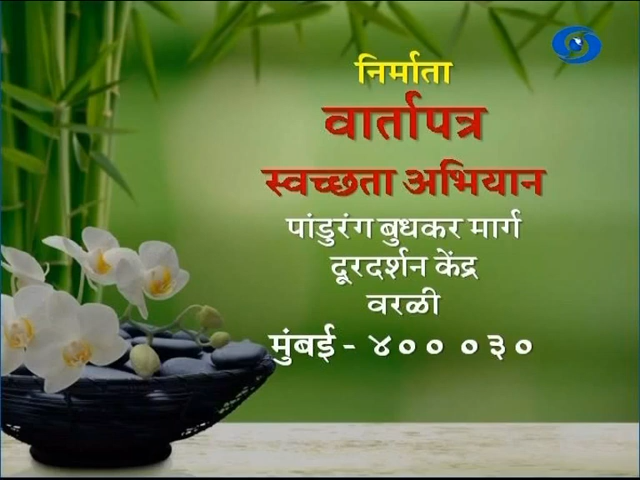 निर्माता
वार्तापत्र
स्वच्छता अभियान
पांडुरंग बुधकर मार्ग
दूरदर्शन केंद्र
वरळी
मुंबई - ४०० ०३०